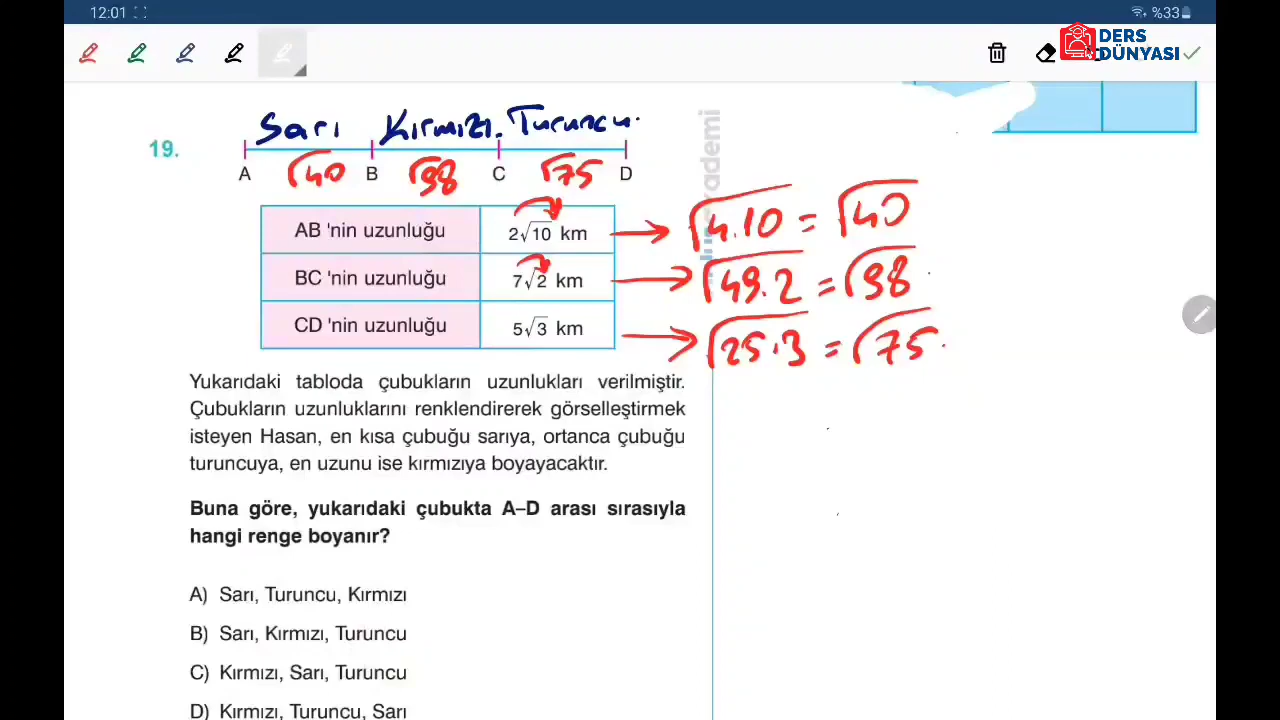 12:01
%33
DERS
DÜNYASI
Sarı Kırmızı. Turuncu.
19.
A √40 B √98 C √75 D
AB 'nin uzunluğu 2√10 km → √4.10 = √40
BC 'nin uzunluğu 7√2 km → √49.2 = √98
CD 'nin uzunluğu 5√3 km → √25.3 = √75
Yukarıdaki tabloda çubukların uzunlukları verilmiştir.
Çubukların uzunluklarını renklendirerek görselleştirmek
isteyen Hasan, en kısa çubuğu sarıya, ortanca çubuğu
turuncuya, en uzunu ise kırmızıya boyayacaktır.
Buna göre, yukarıdaki çubukta A–D arası sırasıyla
hangi renge boyanır?
A) Sarı, Turuncu, Kırmızı
B) Sarı, Kırmızı, Turuncu
C) Kırmızı, Sarı, Turuncu
D) Kırmızı, Turuncu, Sarı